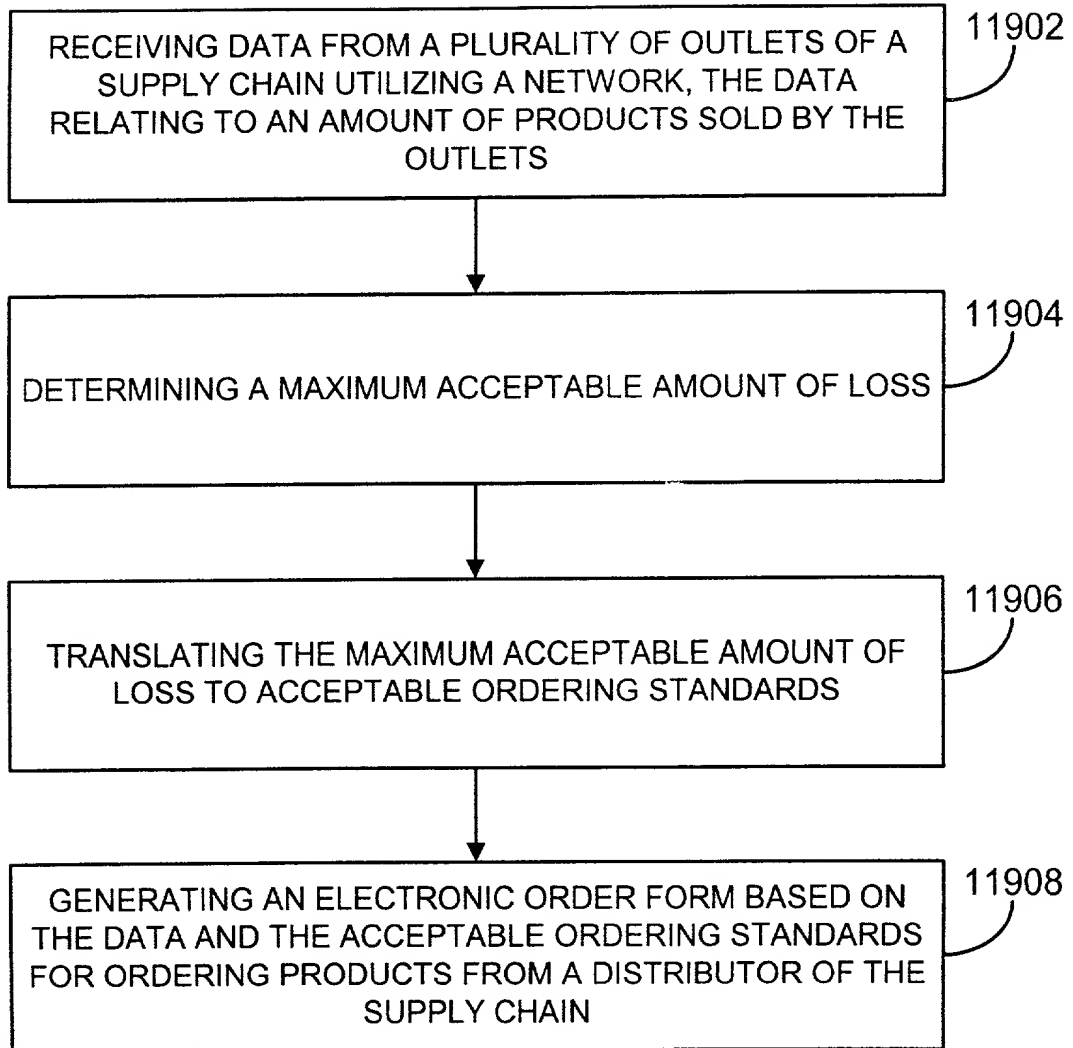 11902
RECEIVING DATA FROM A PLURALITY OF OUTLETS OF A
SUPPLY CHAIN UTILIZING A NETWORK, THE DATA
RELATING TO AN AMOUNT OF PRODUCTS SOLD BY THE
OUTLETS
11904
DETERMINING A MAXIMUM ACCEPTABLE AMOUNT OF LOSS
11906
TRANSLATING THE MAXIMUM ACCEPTABLE AMOUNT OF
LOSS TO ACCEPTABLE ORDERING STANDARDS
11908
GENERATING AN ELECTRONIC ORDER FORM BASED ON
THE DATA AND THE ACCEPTABLE ORDERING STANDARDS
FOR ORDERING PRODUCTS FROM A DISTRIBUTOR OF THE
SUPPLY CHAIN